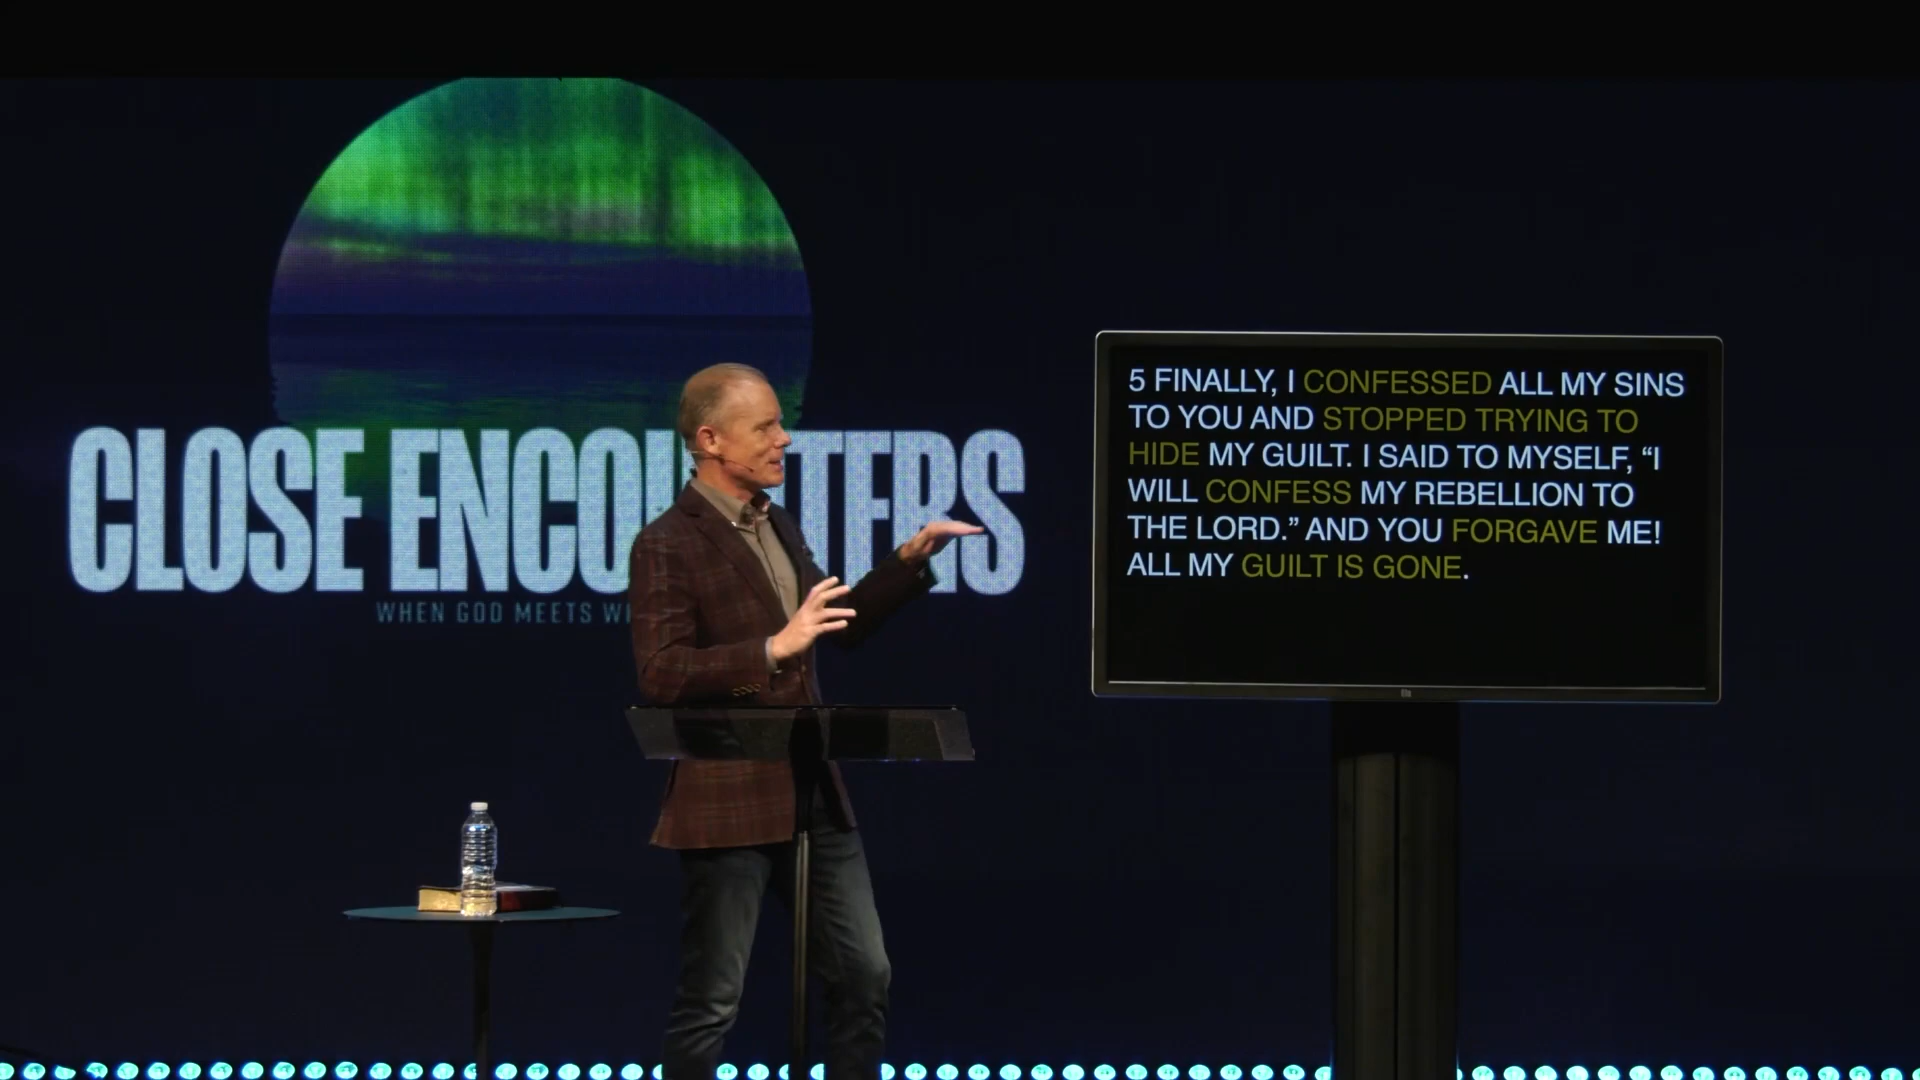 CLOSE ENCOUNTERS
WHEN GOD MEETS
5 FINALLY, I CONFESSED ALL MY SINS
TO YOU AND STOPPED TRYING TO
HIDE MY GUILT. I SAID TO MYSELF, “I
WILL CONFESS MY REBELLION TO
THE LORD.” AND YOU FORGAVE ME!
ALL MY GUILT IS GONE.